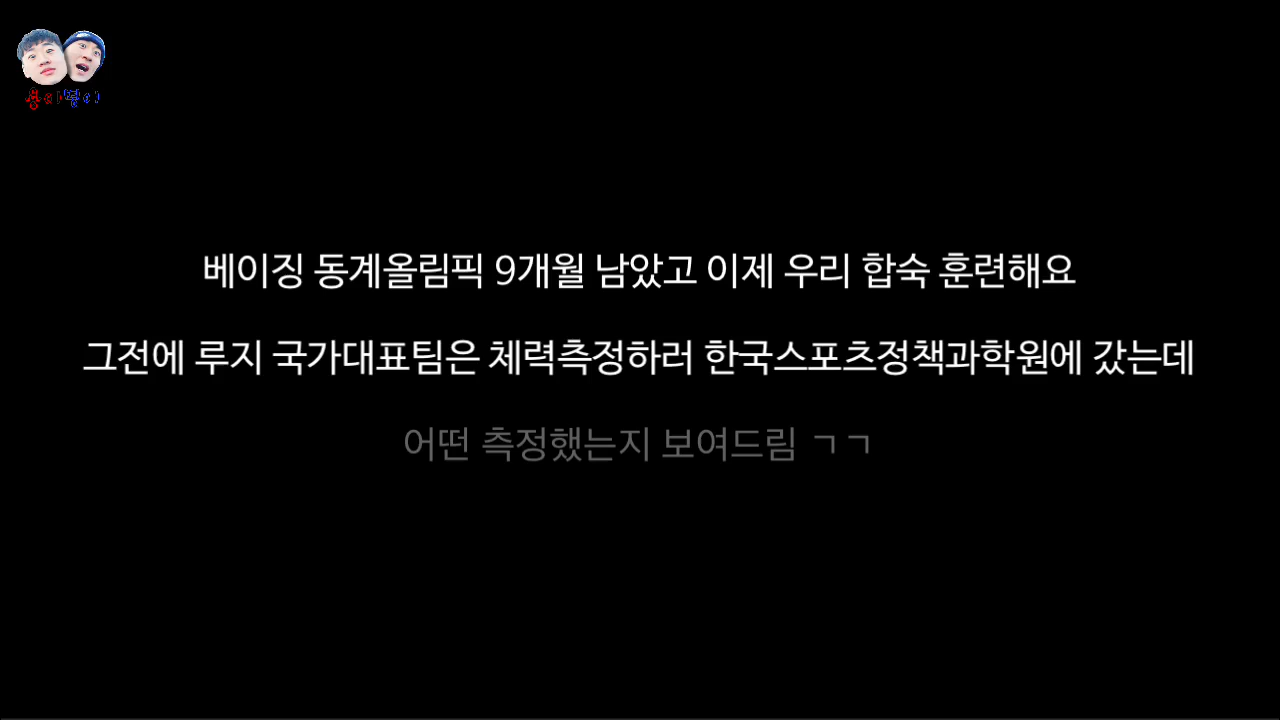 베이징 동계올림픽 9개월 남았고 이제 우리 합숙 훈련해요
그전에 루지 국가대표팀은 체력측정하러 한국스포츠정책과학원에 갔는데
어떤 측정했는지 보여드림 ㄱㄱ